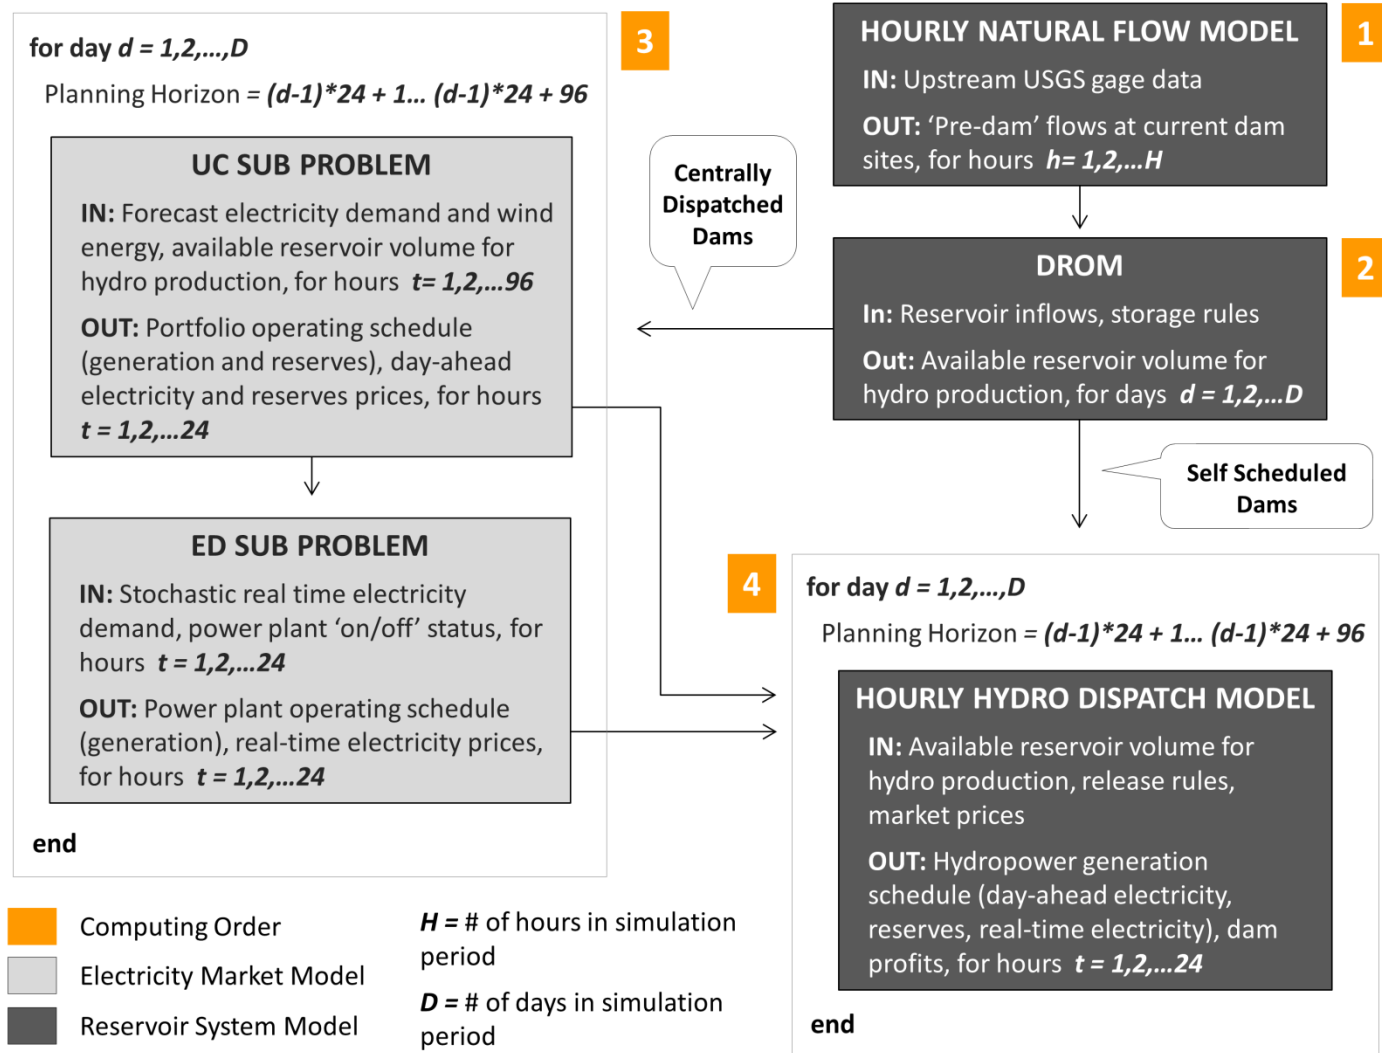 for day d = 1,2,...,D
Planning Horizon = (d-1)*24 + 1... (d-1)*24 + 96
3
UC SUB PROBLEM
IN: Forecast electricity demand and wind
energy, available reservoir volume for
hydro production, for hours t= 1,2,...96
OUT: Portfolio operating schedule
(generation and reserves), day-ahead
electricity and reserves prices, for hours
t = 1,2,...24
ED SUB PROBLEM
IN: Stochastic real time electricity
demand, power plant ‘on/off’ status, for
hours t = 1,2,...24
OUT: Power plant operating schedule
(generation), real-time electricity prices,
for hours t = 1,2,...24
end
HOURLY NATURAL FLOW MODEL
1
IN: Upstream USGS gage data
OUT: ‘Pre-dam’ flows at current dam
sites, for hours h= 1,2,...H
Centrally
Dispatched
Dams
DROM
2
In: Reservoir inflows, storage rules
Out: Available reservoir volume for
hydro production, for days d = 1,2,...D
Self Scheduled
Dams
4
for day d = 1,2,...,D
Planning Horizon = (d-1)*24 + 1... (d-1)*24 + 96
HOURLY HYDRO DISPATCH MODEL
IN: Available reservoir volume for
hydro production, release rules,
market prices
OUT: Hydropower generation
schedule (day-ahead electricity,
reserves, real-time electricity), dam
profits, for hours t = 1,2,...24
end
Computing Order
Electricity Market Model
Reservoir System Model
H = # of hours in simulation
period
D = # of days in simulation
period